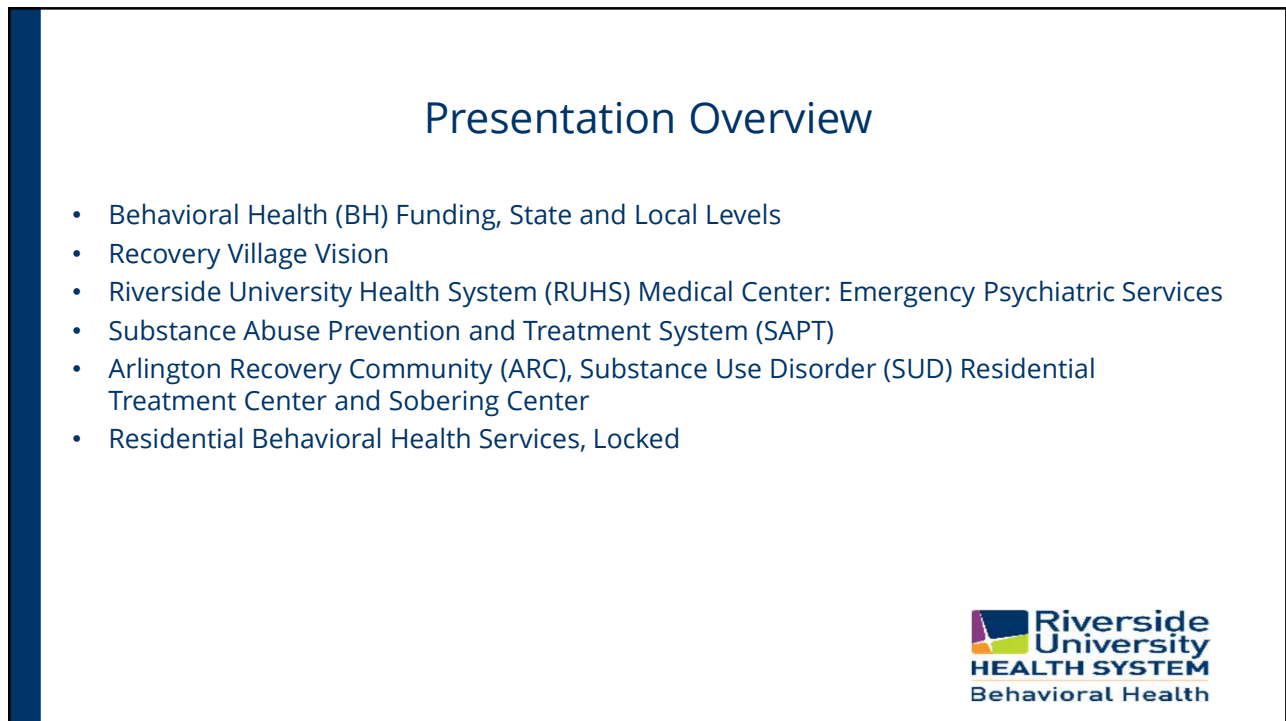 Presentation Overview
• Behavioral Health (BH) Funding, State and Local Levels
• Recovery Village Vision
• Riverside University Health System (RUHS) Medical Center: Emergency Psychiatric Services
• Substance Abuse Prevention and Treatment System (SAPT)
• Arlington Recovery Community (ARC), Substance Use Disorder (SUD) Residential
Treatment Center and Sobering Center
• Residential Behavioral Health Services, Locked
Riverside
University
HEALTH SYSTEM
Behavioral Health